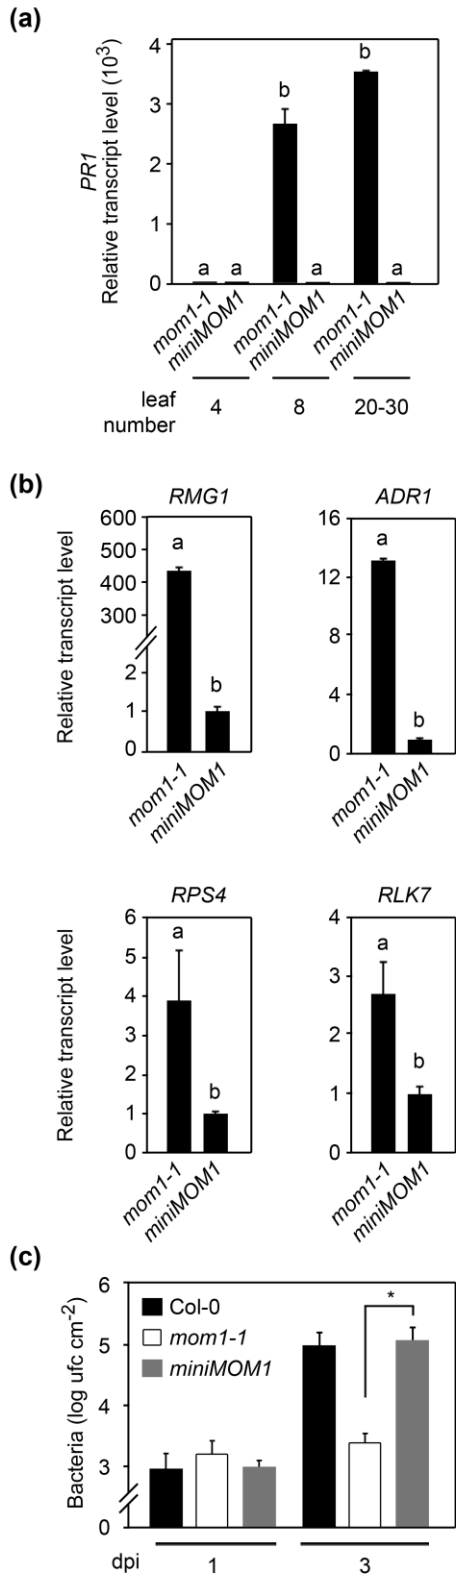 (a)
PR1
Relative transcript level (10³)
4
3
2
1
0
a a b a b a
mom1-1 miniMOM1 mom1-1 miniMOM1 mom1-1 miniMOM1
leaf number 4 8 20-30
(b)
RMG1
Relative transcript level
600
500
400
300
2
1
0
a
b
mom1-1 miniMOM1
ADR1
16
12
8
4
0
a
b
mom1-1 miniMOM1
RPS4
Relative transcript level
6
5
4
3
2
1
0
a
b
mom1-1 miniMOM1
RLK7
4
3
2
1
0
a
b
mom1-1 miniMOM1
(c)
Bacteria (log ufc cm-2)
6
5
4
3
0
Col-0
mom1-1
miniMOM1
*
dpi 1 3